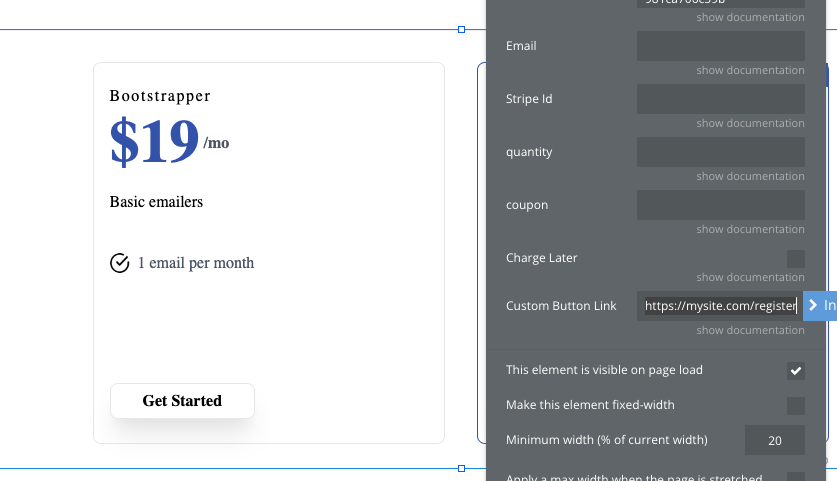 show documentation
Email
show documentation
Stripe Id
show documentation
quantity
show documentation
coupon
show documentation
Charge Later
show documentation
Custom Button Link https://mysite.com/register In
show documentation
This element is visible on page load
Make this element fixed-width
Minimum width (% of current width) 20
Apply a max width when the page is stretched
Bootstrapper
$19 /mo
Basic emailers
1 email per month
Get Started